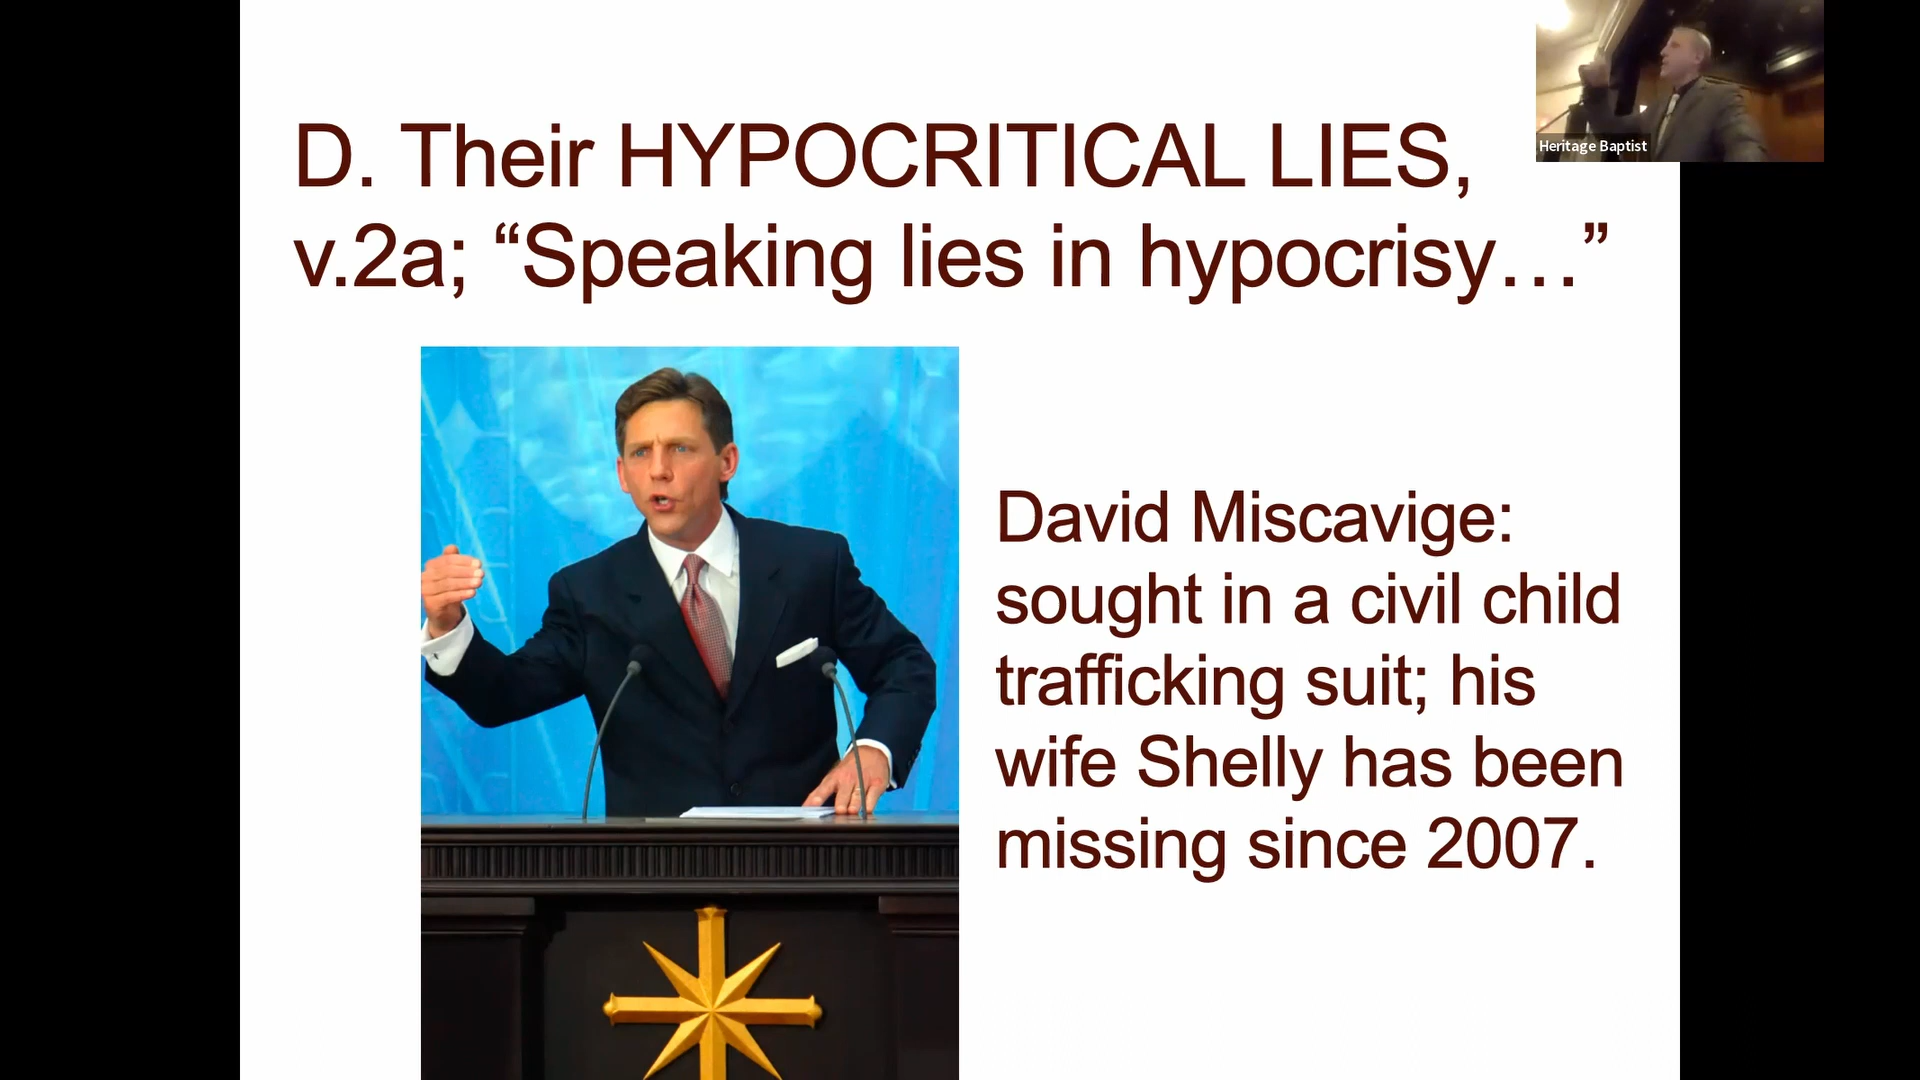 D. Their HYPOCRITICAL LIES,
v.2a; “Speaking lies in hypocrisy…”
Heritage Baptist
David Miscavige:
sought in a civil child
trafficking suit; his
wife Shelly has been
missing since 2007.